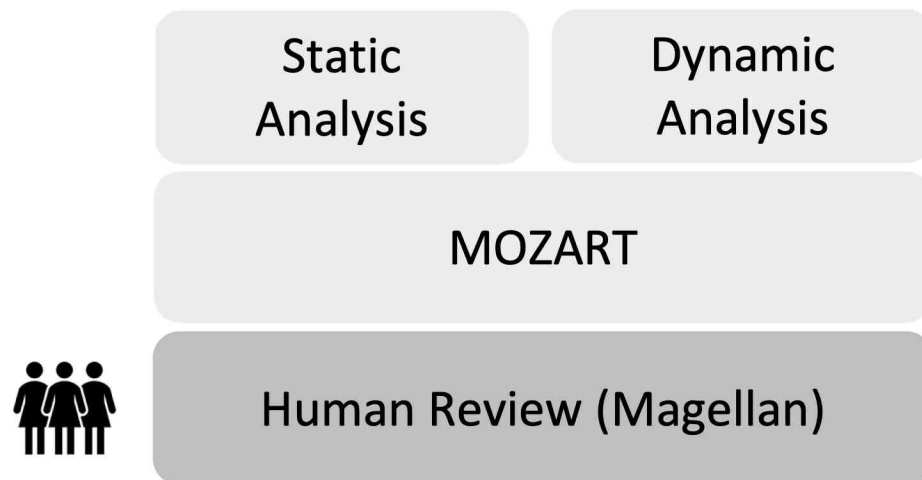 Static
Analysis
Dynamic
Analysis
MOZART
Human Review (Magellan)